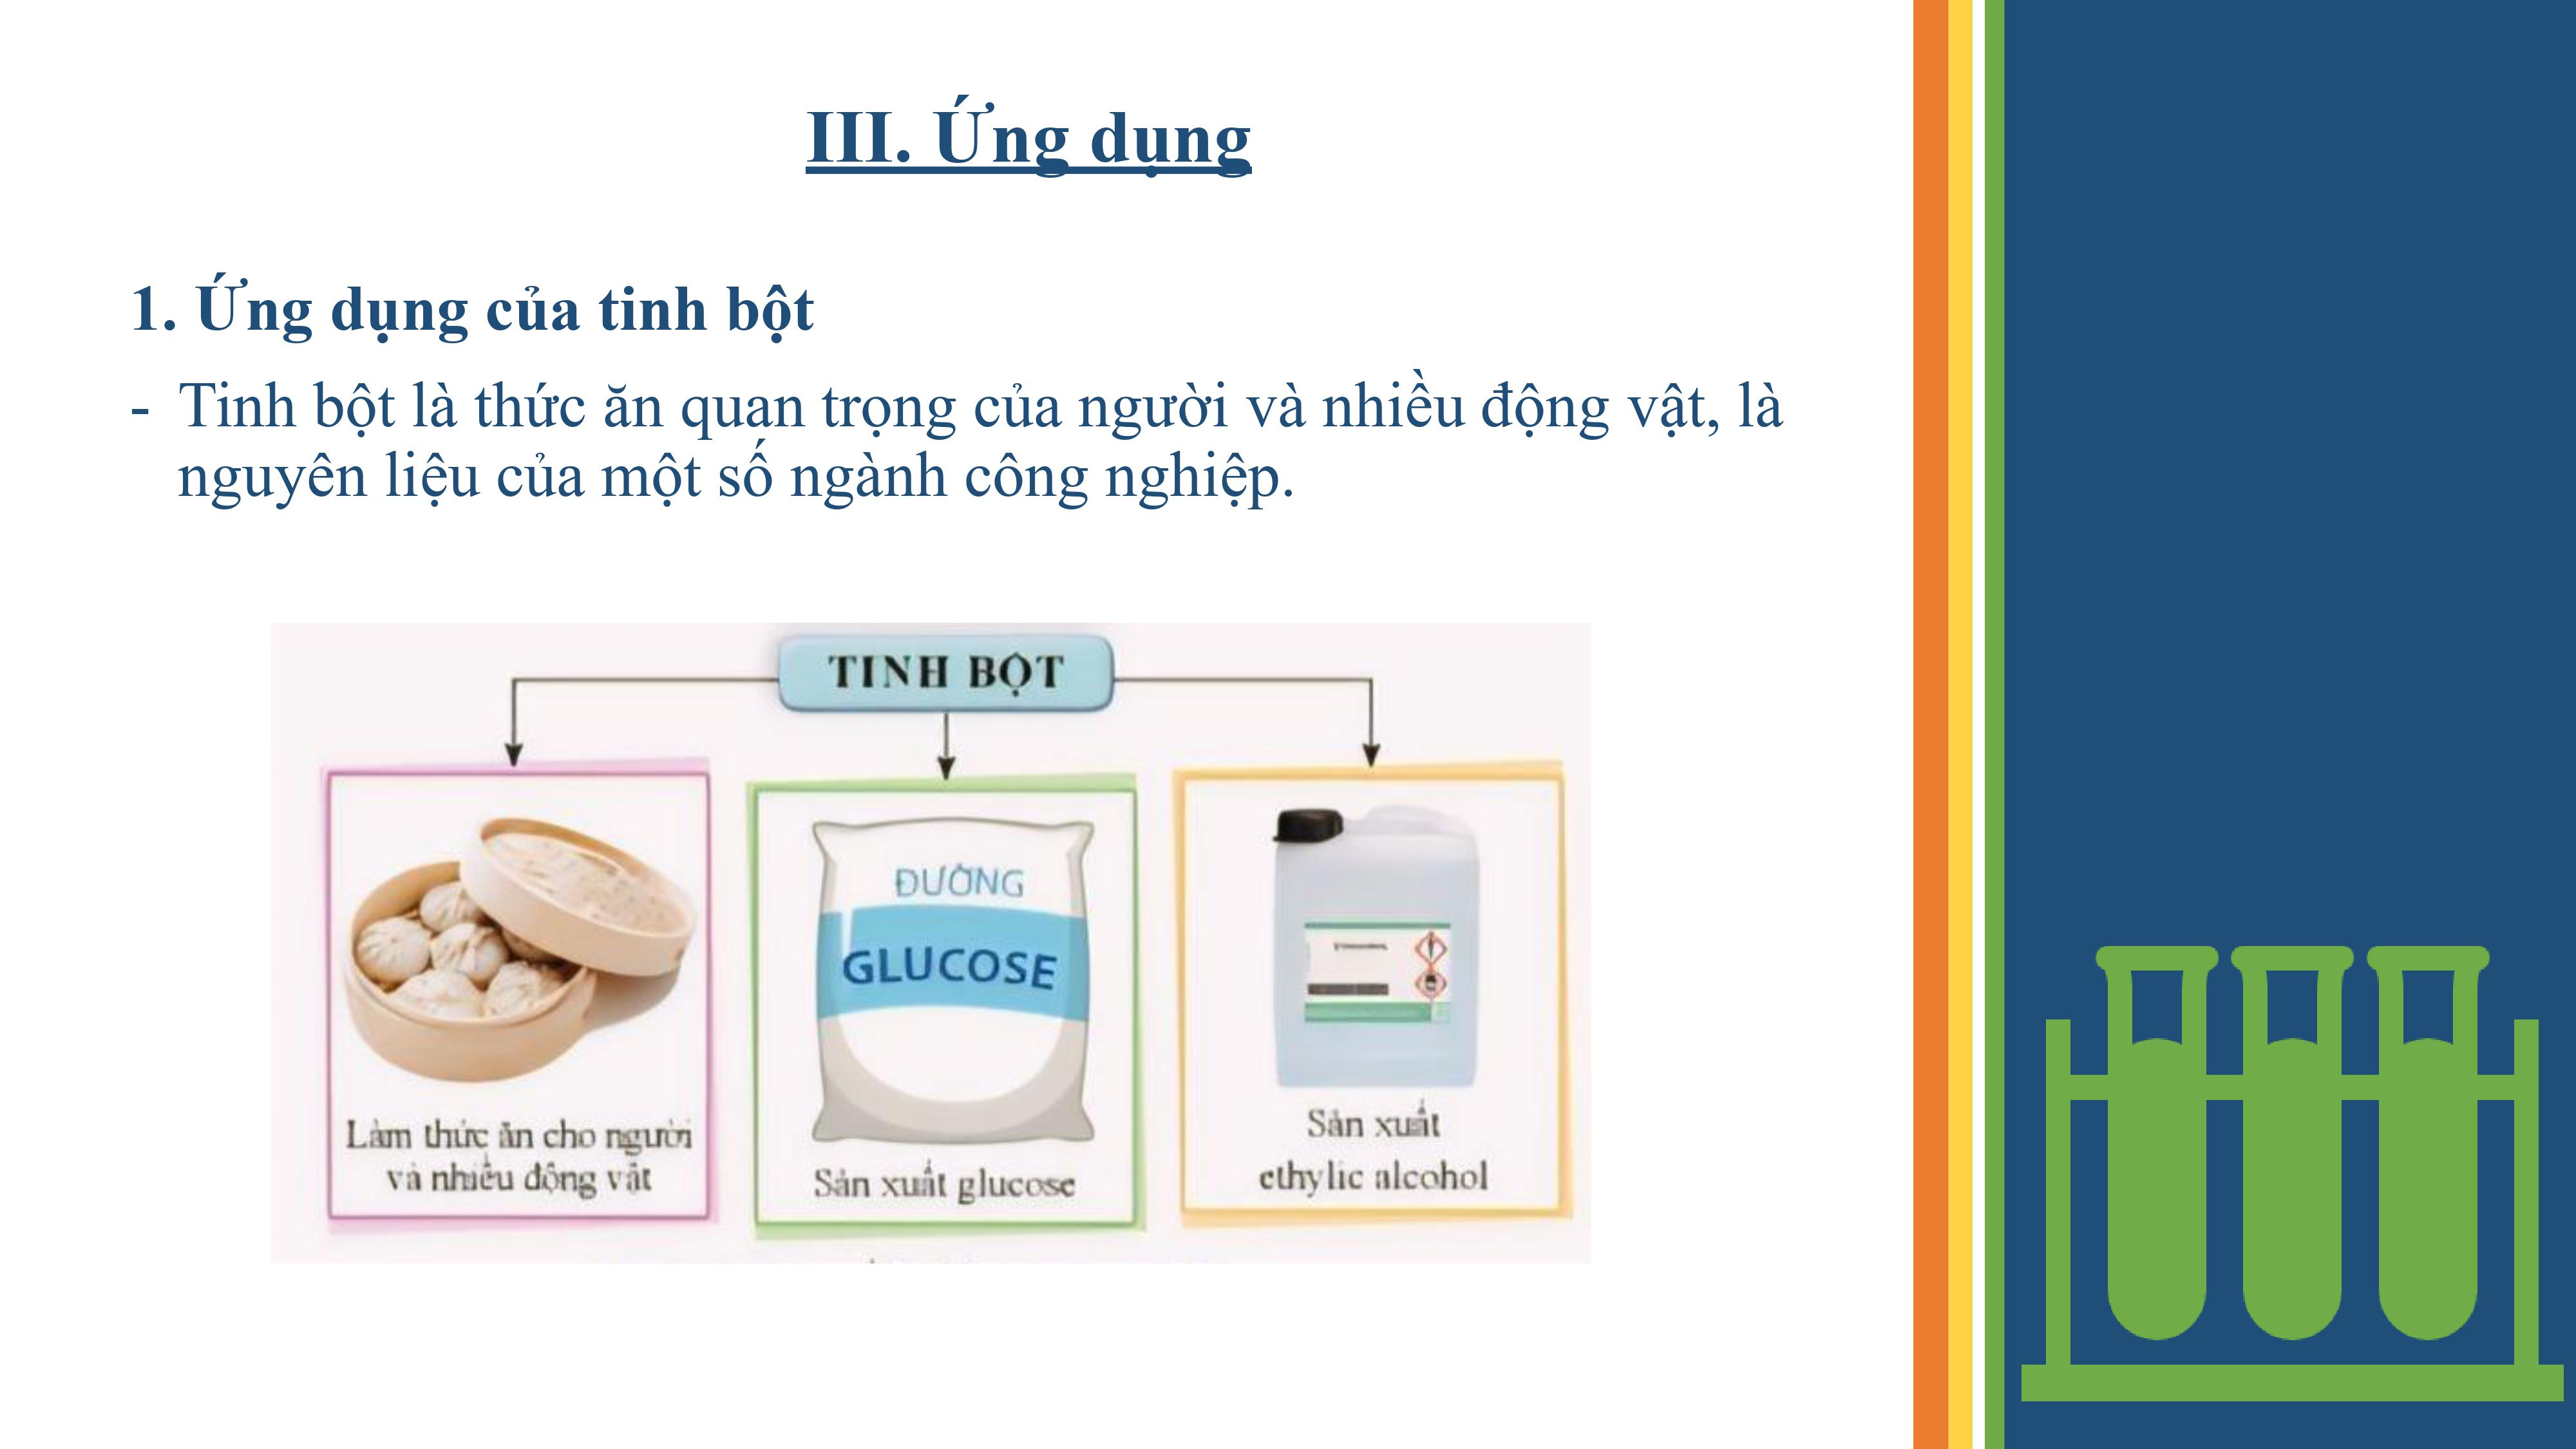 III. Ứng dụng
1. Ứng dụng của tinh bột
- Tinh bột là thức ăn quan trọng của người và nhiều động vật, là
nguyên liệu của một số ngành công nghiệp.
TINH BỘT
ĐƯỜNG
GLUCOSE
Làm thức ăn cho người
và nhiều động vật
Sản xuất glucose
Sản xuất
ethylic alcohol